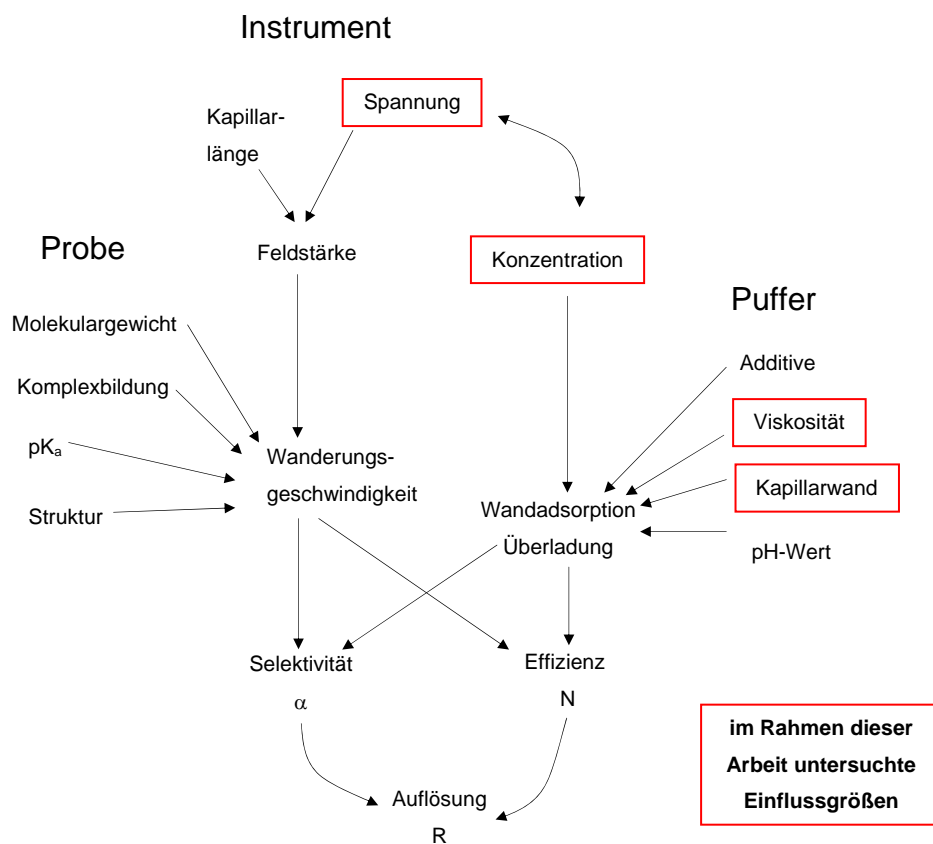 Instrument
Spannung
Kapillar-
länge
Probe
Feldstärke
Konzentration
Puffer
Molekulargewicht
Additive
Komplexbildung
Viskosität
pKₐ
Wanderungs-
geschwindigkeit
Kapillarwand
Struktur
Wandadsorption
Überladung
pH-Wert
Selektivität
α
Effizienz
N
im Rahmen dieser
Arbeit untersuchte
Einflussgrößen
Auflösung
R